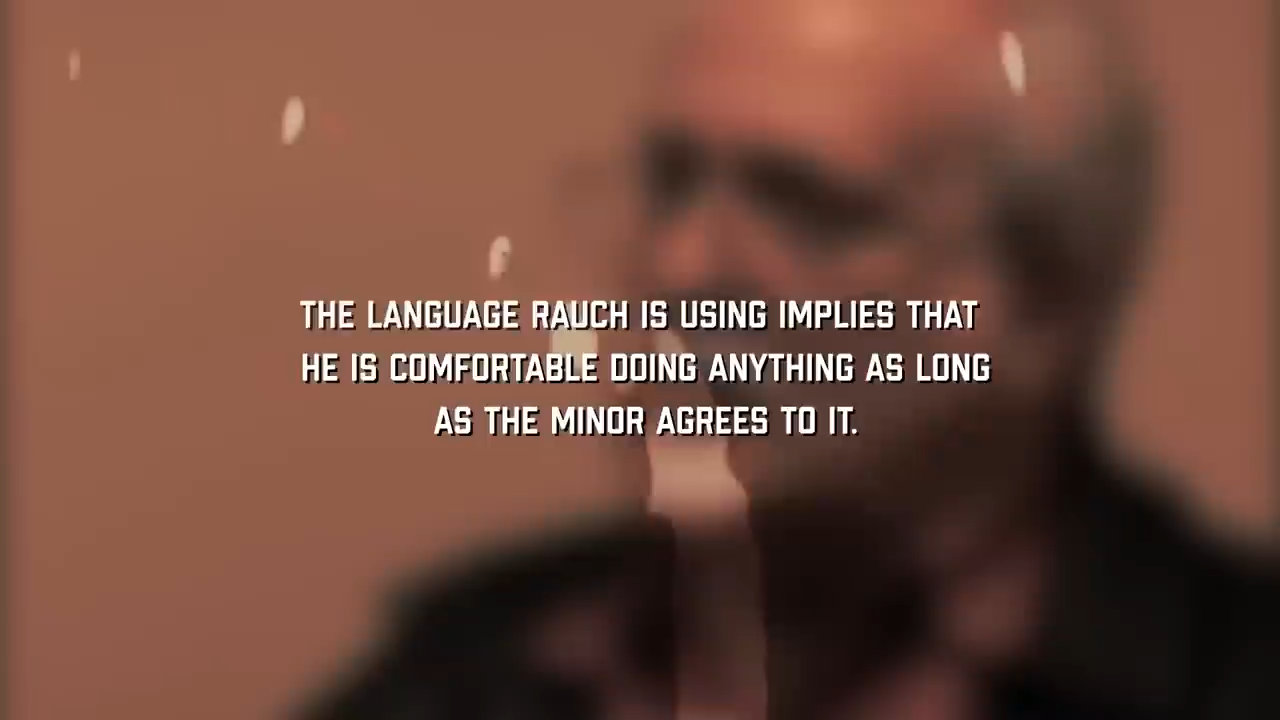 THE LANGUAGE RAUCH IS USING IMPLIES THAT
HE IS COMFORTABLE DOING ANYTHING AS LONG
AS THE MINOR AGREES TO IT.